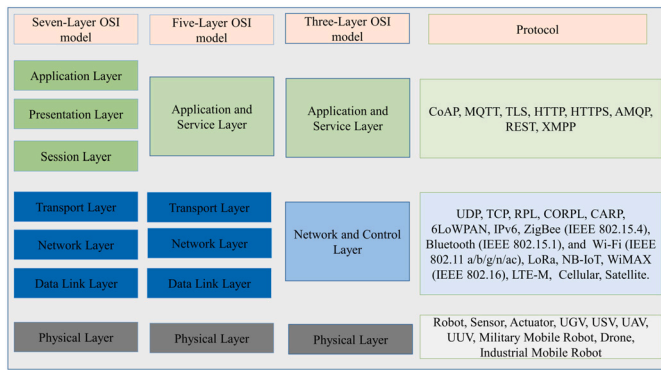 Seven-Layer OSI
model
Five-Layer OSI
model
Three-Layer OSI
model
Protocol
Application Layer
Presentation Layer
Session Layer
Application and
Service Layer
Application and
Service Layer
CoAP, MQTT, TLS, HTTP, HTTPS, AMQP,
REST, XMPP
Transport Layer
Network Layer
Data Link Layer
Transport Layer
Network Layer
Data Link Layer
Network and Control
Layer
UDP, TCP, RPL, CORPL, CARP,
6LoWPAN, IPv6, ZigBee (IEEE 802.15.4),
Bluetooth (IEEE 802.15.1), and Wi-Fi (IEEE
802.11 a/b/g/n/ac), LoRa, NB-IoT, WiMAX
(IEEE 802.16), LTE-M, Cellular, Satellite.
Physical Layer
Physical Layer
Physical Layer
Robot, Sensor, Actuator, UGV, USV, UAV,
UUV, Military Mobile Robot, Drone,
Industrial Mobile Robot